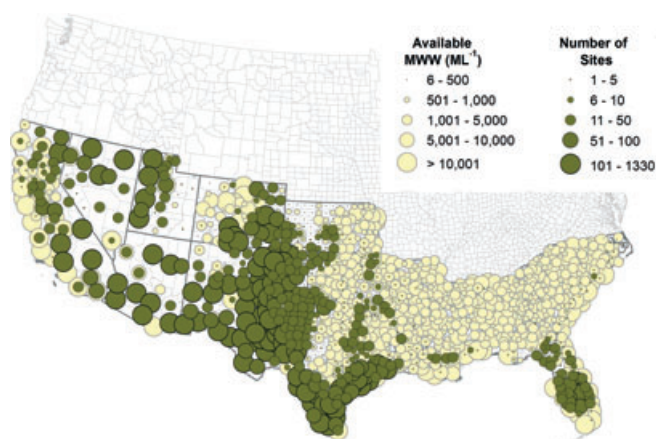 Available
MWW (ML⁻¹)
6 - 500
501 - 1,000
1,001 - 5,000
5,001 - 10,000
> 10,001
Number of
Sites
1 - 5
6 - 10
11 - 50
51 - 100
101 - 1330